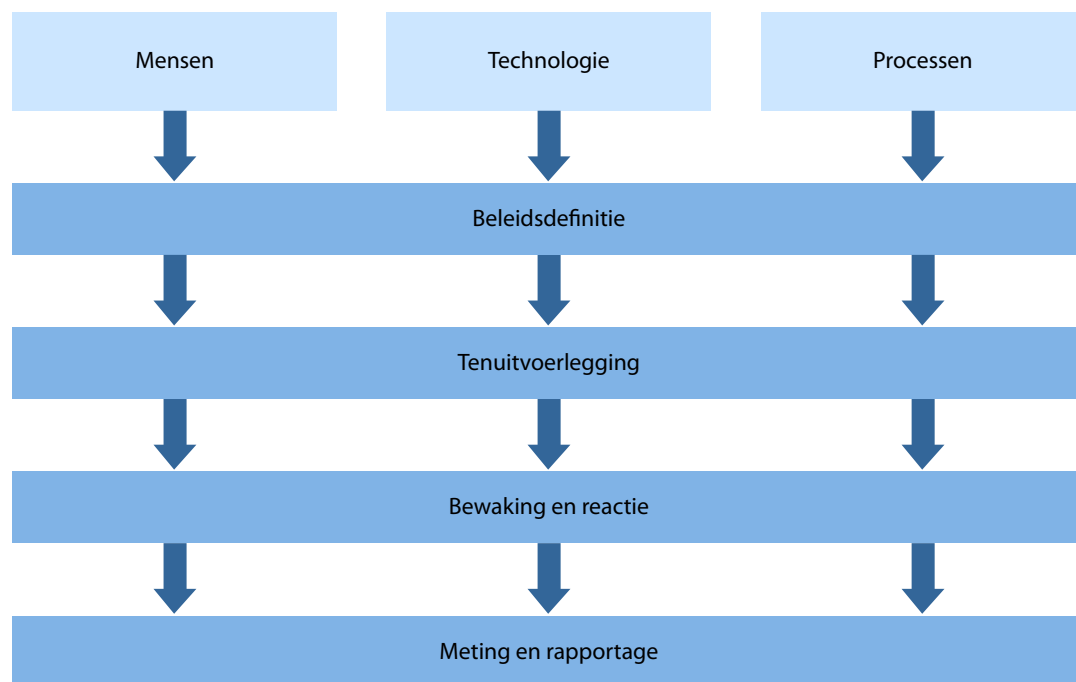 Mensen
Technologie
Processen
Beleidsdefinitie
Tenuitvoerlegging
Bewaking en reactie
Meting en rapportage